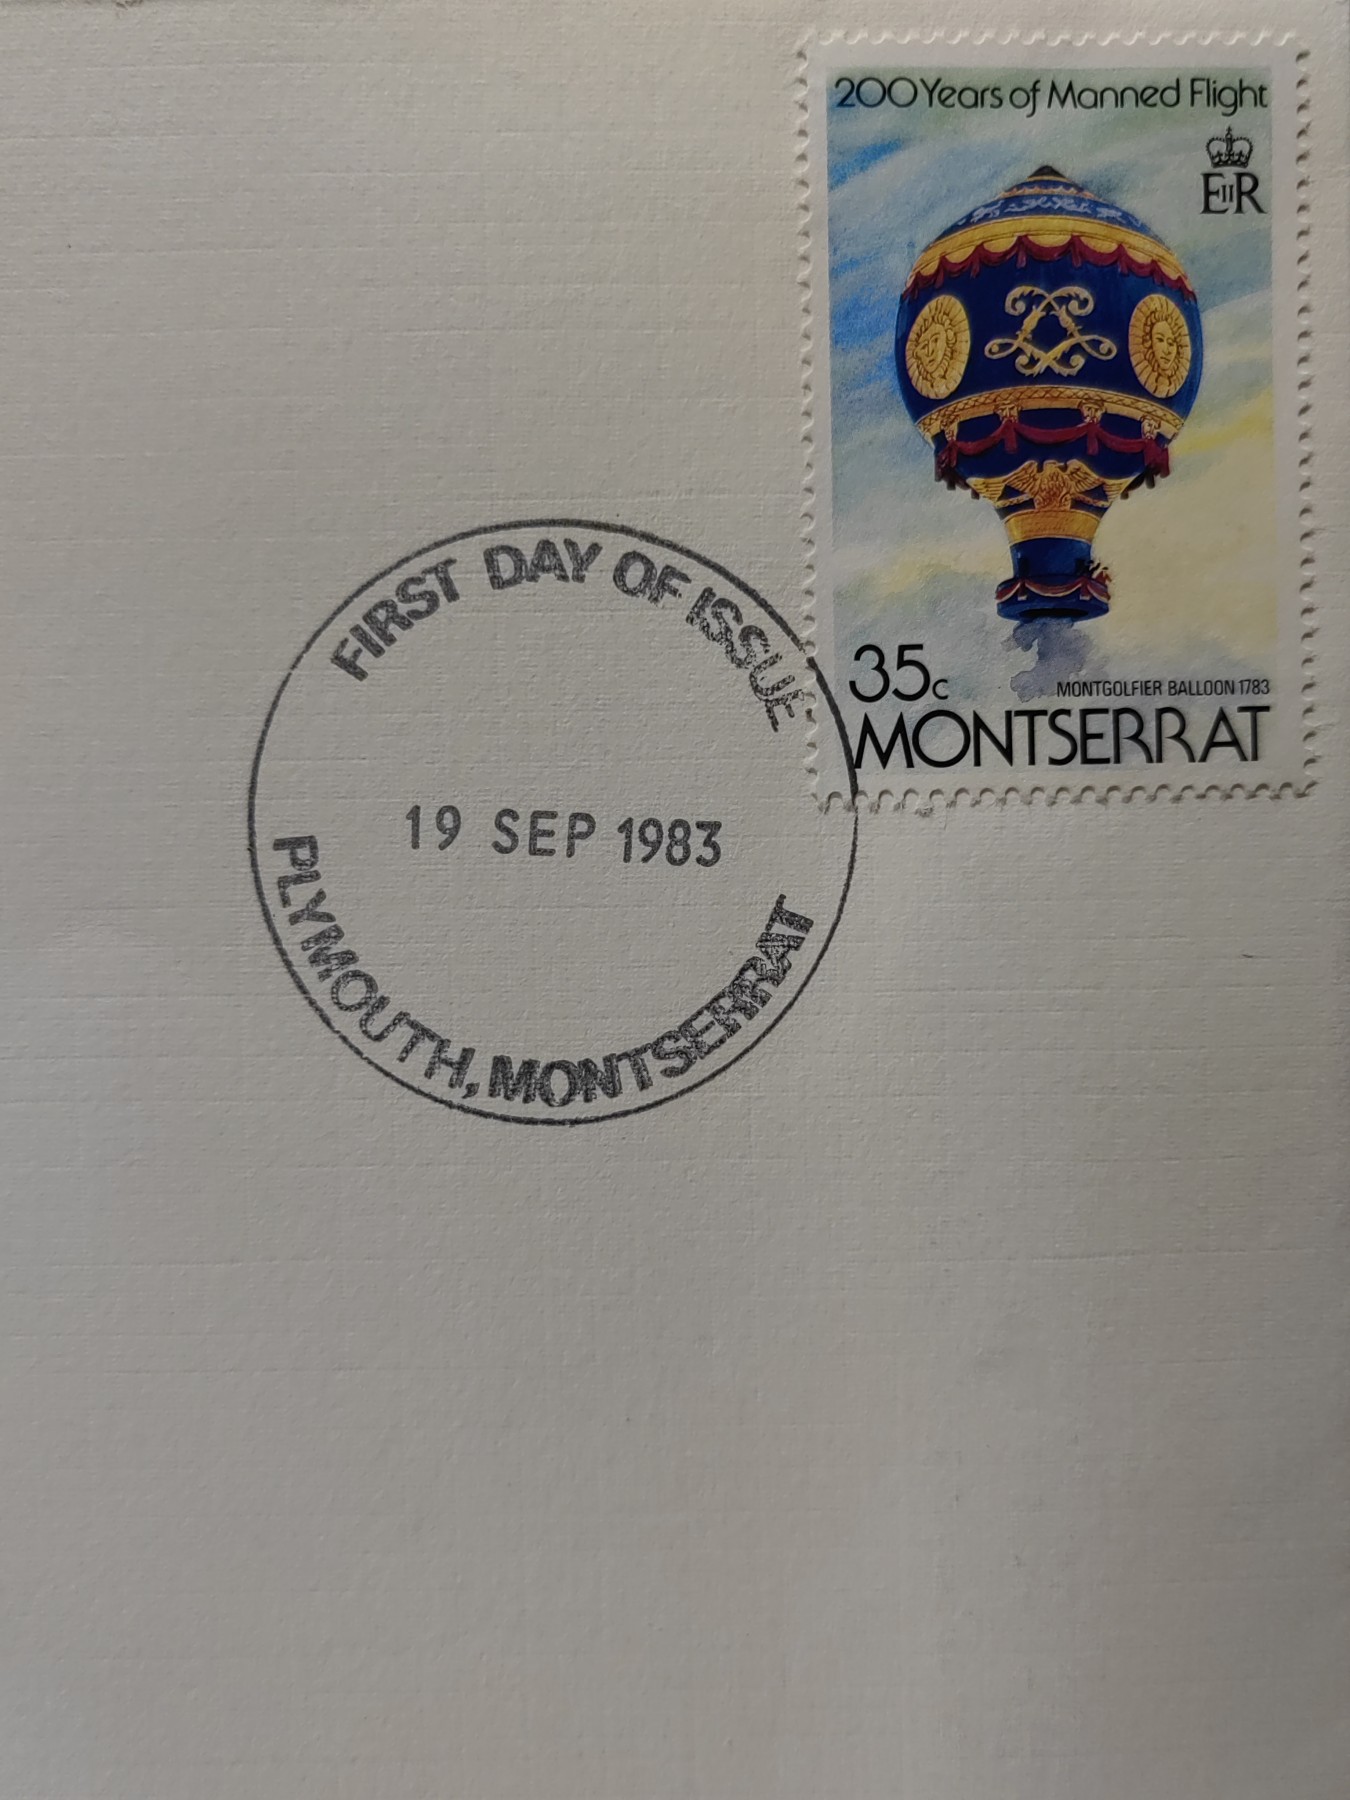 200 Years of Manned Flight
EIIR
35c
MONTGOLFIER BALLOON 1783
MONTSERRAT
FIRST DAY OF ISSUE
19 SEP 1983
PLYMOUTH, MONTSERRAT